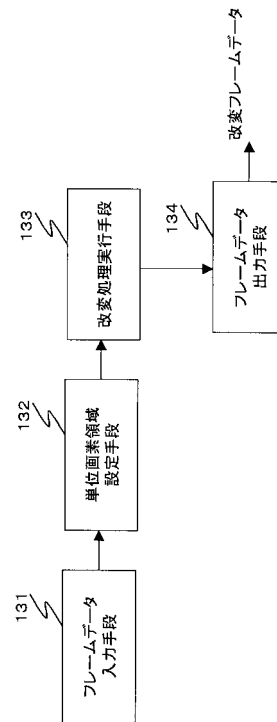 131
フレームデータ
入力手段
132
単位画素領域
設定手段
133
改変処理実行手段
134
フレームデータ
出力手段
改変フレームデータ